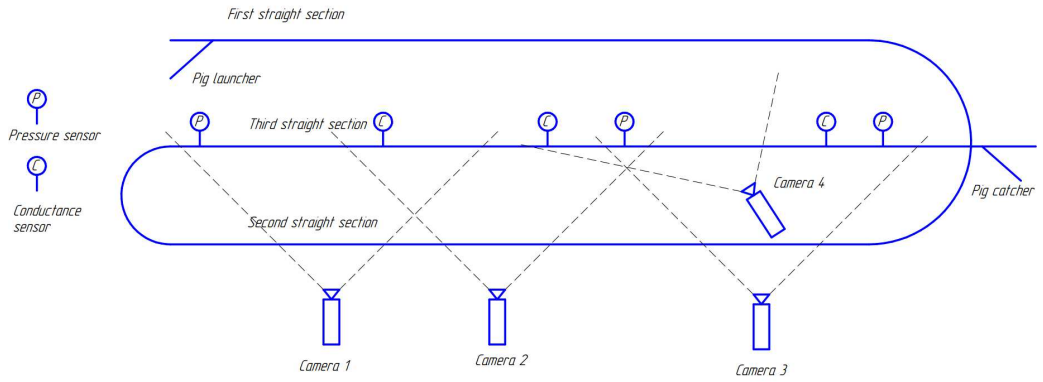 First straight section
Pig launcher
P
Pressure sensor
C
Conductance
sensor
P
Third straight section
C
C
P
C
P
Camera 4
Pig catcher
Second straight section
Camera 1
Camera 2
Camera 3